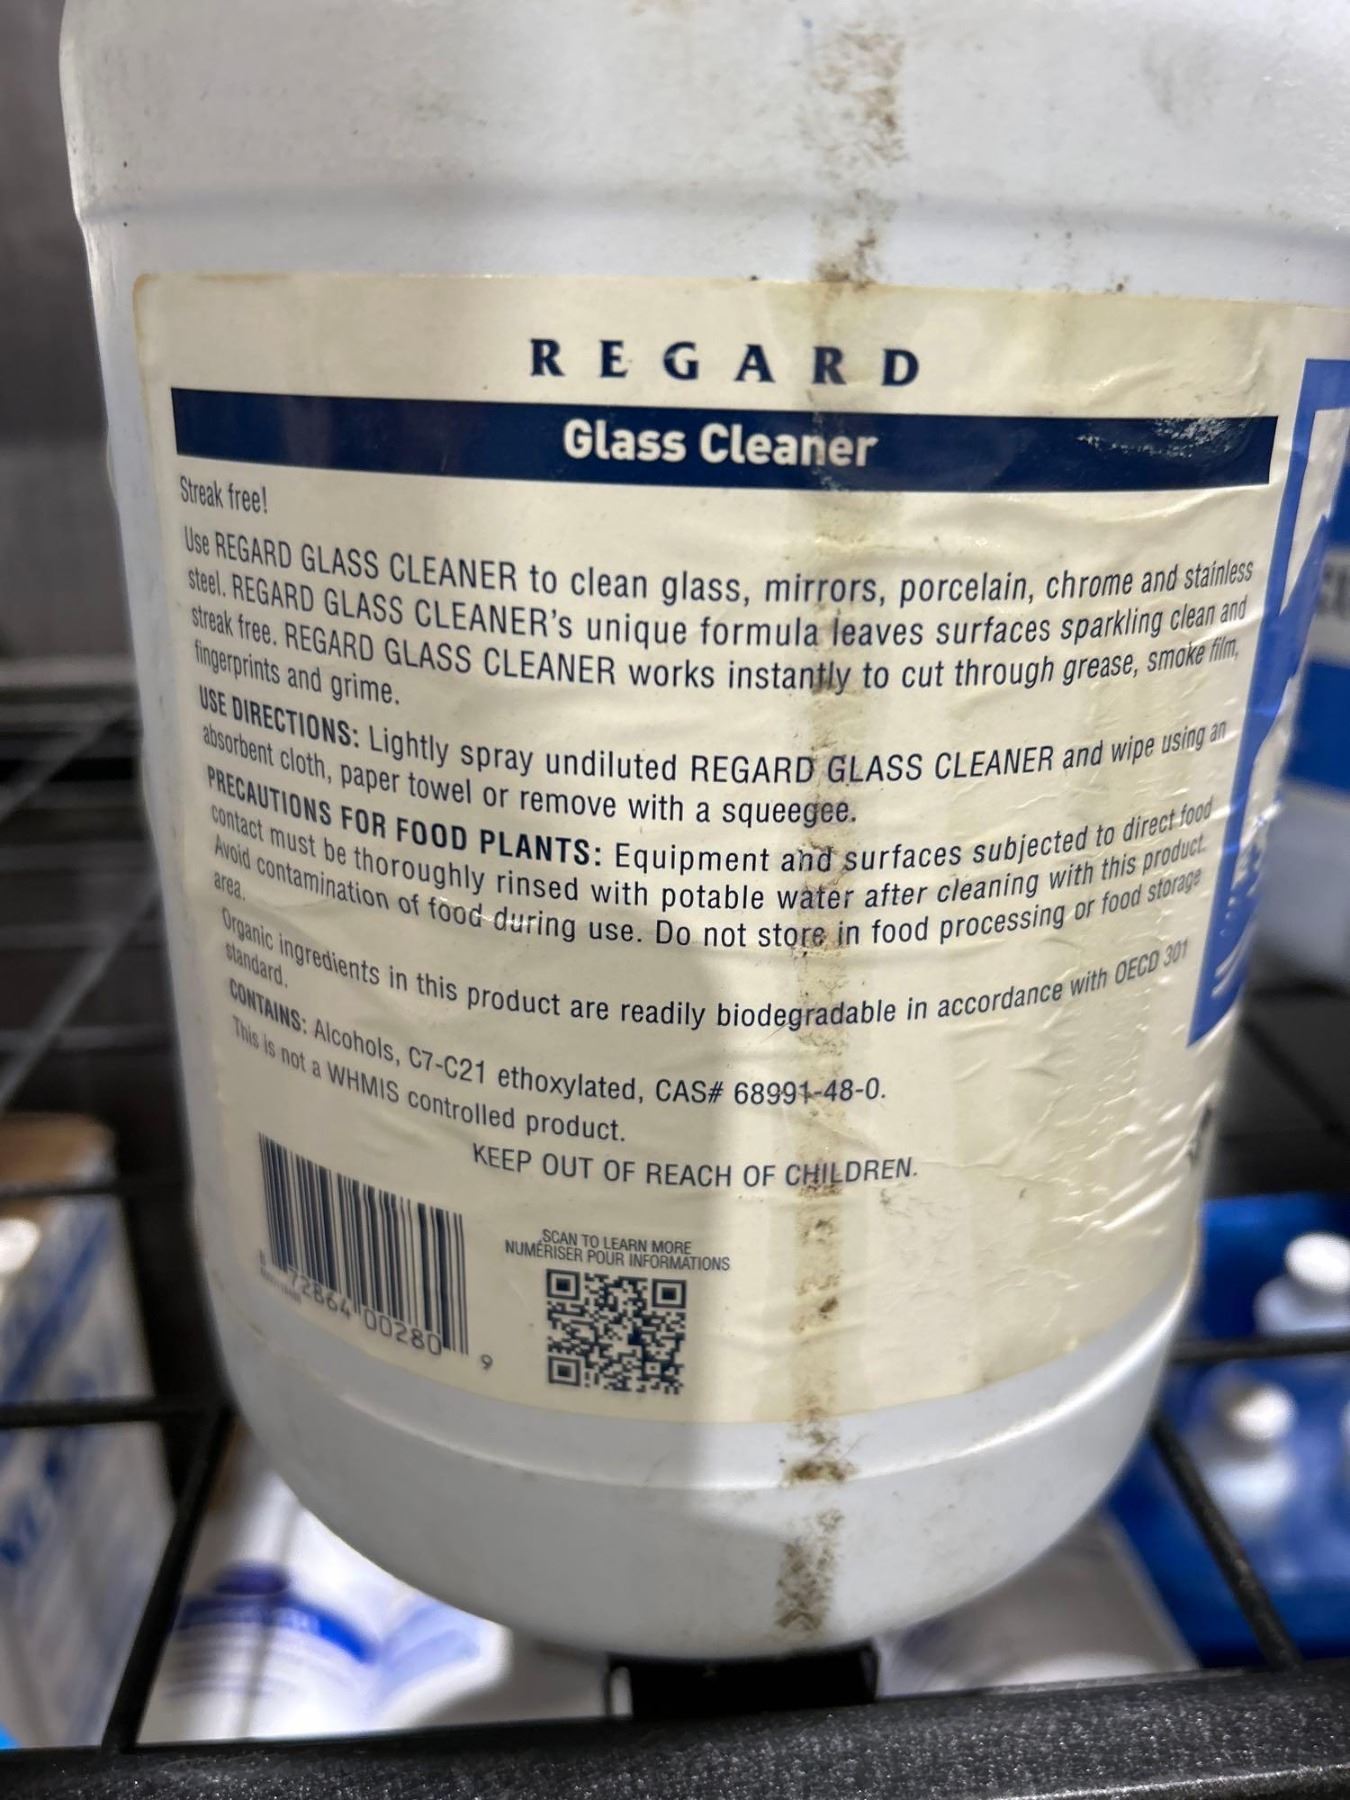 REGARD
Glass Cleaner
Streak free!
Use REGARD GLASS CLEANER to clean glass, mirrors, porcelain, chrome and stainless
steel. REGARD GLASS CLEANER's unique formula leaves surfaces sparkling clean and
streak free. REGARD GLASS CLEANER works instantly to cut through grease, smoke film,
fingerprints and grime.
USE DIRECTIONS: Lightly spray undiluted REGARD GLASS CLEANER and wipe using an
absorbent cloth, paper towel or remove with a squeegee.
PRECAUTIONS FOR FOOD PLANTS: Equipment and surfaces subjected to direct food
contact must be thoroughly rinsed with potable water after cleaning with this product.
Avoid contamination of food during use. Do not store in food processing or food storage
area.
Organic ingredients in this product are readily biodegradable in accordance with OECD 301
standard.
CONTAINS: Alcohols, C7-C21 ethoxylated, CAS# 68991-48-0.
This is not a WHMIS controlled product.
KEEP OUT OF REACH OF CHILDREN.
SCAN TO LEARN MORE
NUMÉRISER POUR INFORMATIONS
72864 00280 9